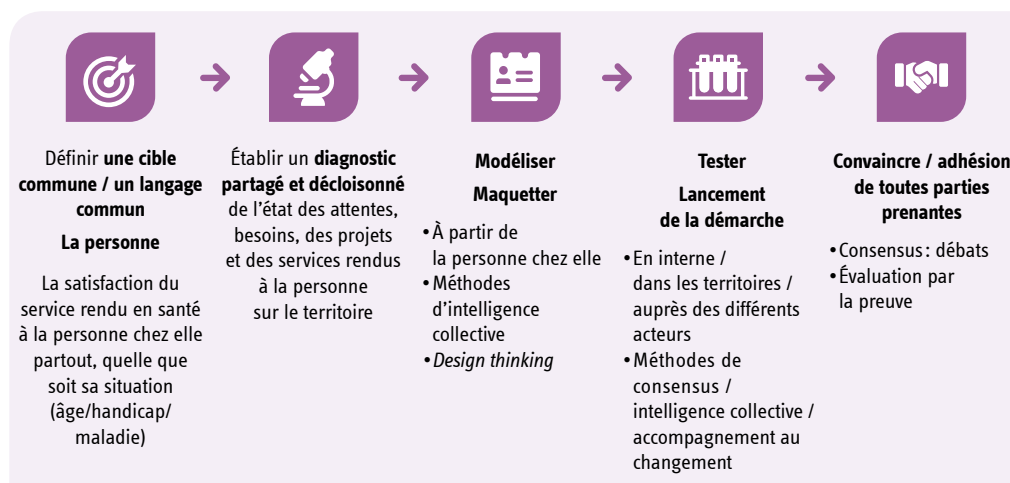 Définir une cible
commune / un langage
commun
La personne
La satisfaction du
service rendu en santé
à la personne chez elle
partout, quelle que
soit sa situation
(âge/handicap/
maladie)
Établir un diagnostic
partagé et décloisonné
de l'état des attentes,
besoins, des projets
et des services rendus
à la personne
sur le territoire
Modéliser
Maquetter
• À partir de
la personne chez elle
• Méthodes
d'intelligence
collective
• Design thinking
Tester
Lancement
de la démarche
• En interne /
dans les territoires /
auprès des différents
acteurs
• Méthodes de
consensus /
intelligence collective /
accompagnement au
changement
Convaincre / adhésion
de toutes parties
prenantes
• Consensus : débats
• Évaluation par
la preuve